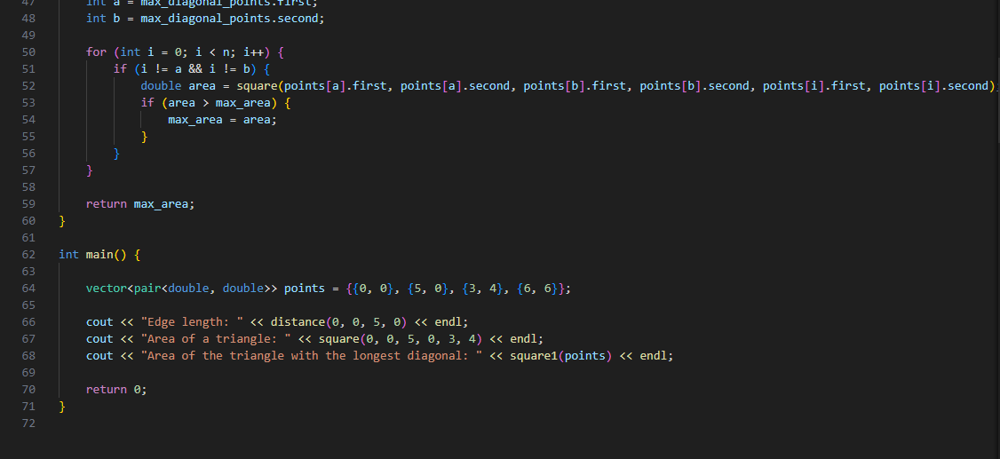 47 int a = max_diagonal_points.first;
48 int b = max_diagonal_points.second;
49
50 for (int i = 0; i < n; i++) {
51 if (i != a && i != b) {
52 double area = square(points[a].first, points[a].second, points[b].first, points[b].second, points[i].first, points[i].second)
53 if (area > max_area) {
54 max_area = area;
55 }
56 }
57 }
58
59 return max_area;
60 }
61
62 int main() {
63
64 vector<pair<double, double>> points = {{0, 0}, {5, 0}, {3, 4}, {6, 6}};
65
66 cout << "Edge length: " << distance(0, 0, 5, 0) << endl;
67 cout << "Area of a triangle: " << square(0, 0, 5, 0, 3, 4) << endl;
68 cout << "Area of the triangle with the longest diagonal: " << square1(points) << endl;
69
70 return 0;
71 }
72